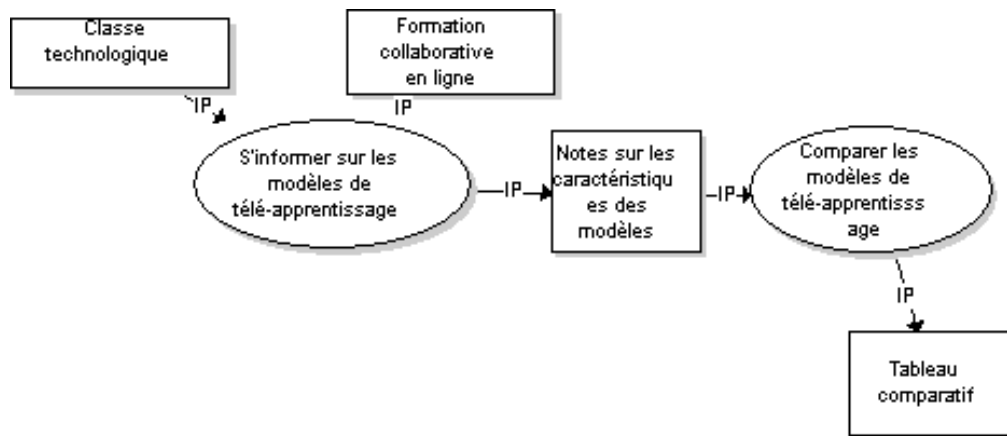 Classe
technologique
Formation
collaborative
en ligne
IP
IP
S'informer sur les
modèles de
télé-apprentissage
IP
Notes sur les
caractéristiqu
es des
modèles
IP
Comparer les
modèles de
télé-apprentisss
age
IP
Tableau
comparatif